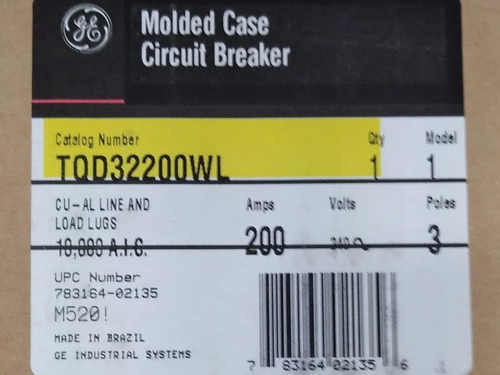 GE
Molded Case
Circuit Breaker
Catalog Number Qty Model
TQD32200WL 1 1
CU-AL LINE AND Amps Volts Poles
LOAD LUGS
10,000 A.I.C. 200 240~ 3
UPC Number
783164-02135
M520!
MADE IN BRAZIL
GE INDUSTRIAL SYSTEMS
7 83164 02135 6